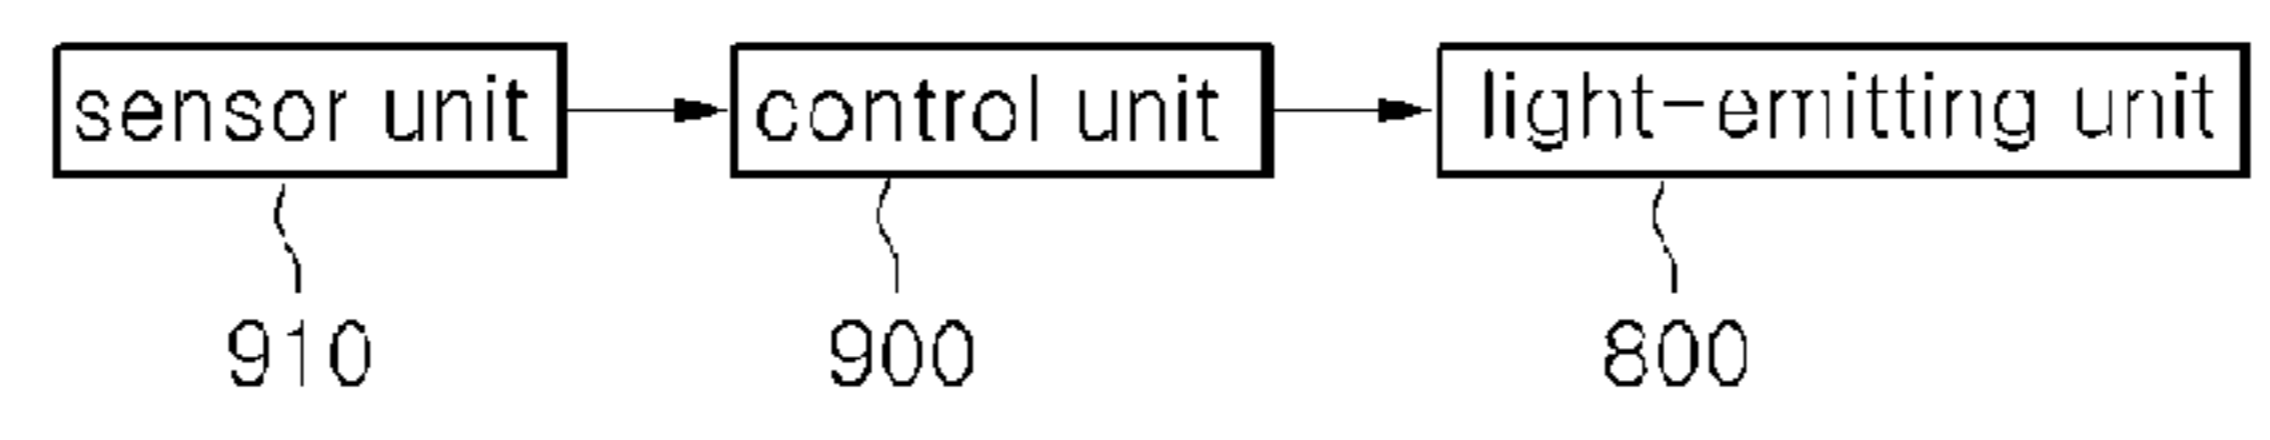 sensor unit control unit light-emitting unit
910 900 800